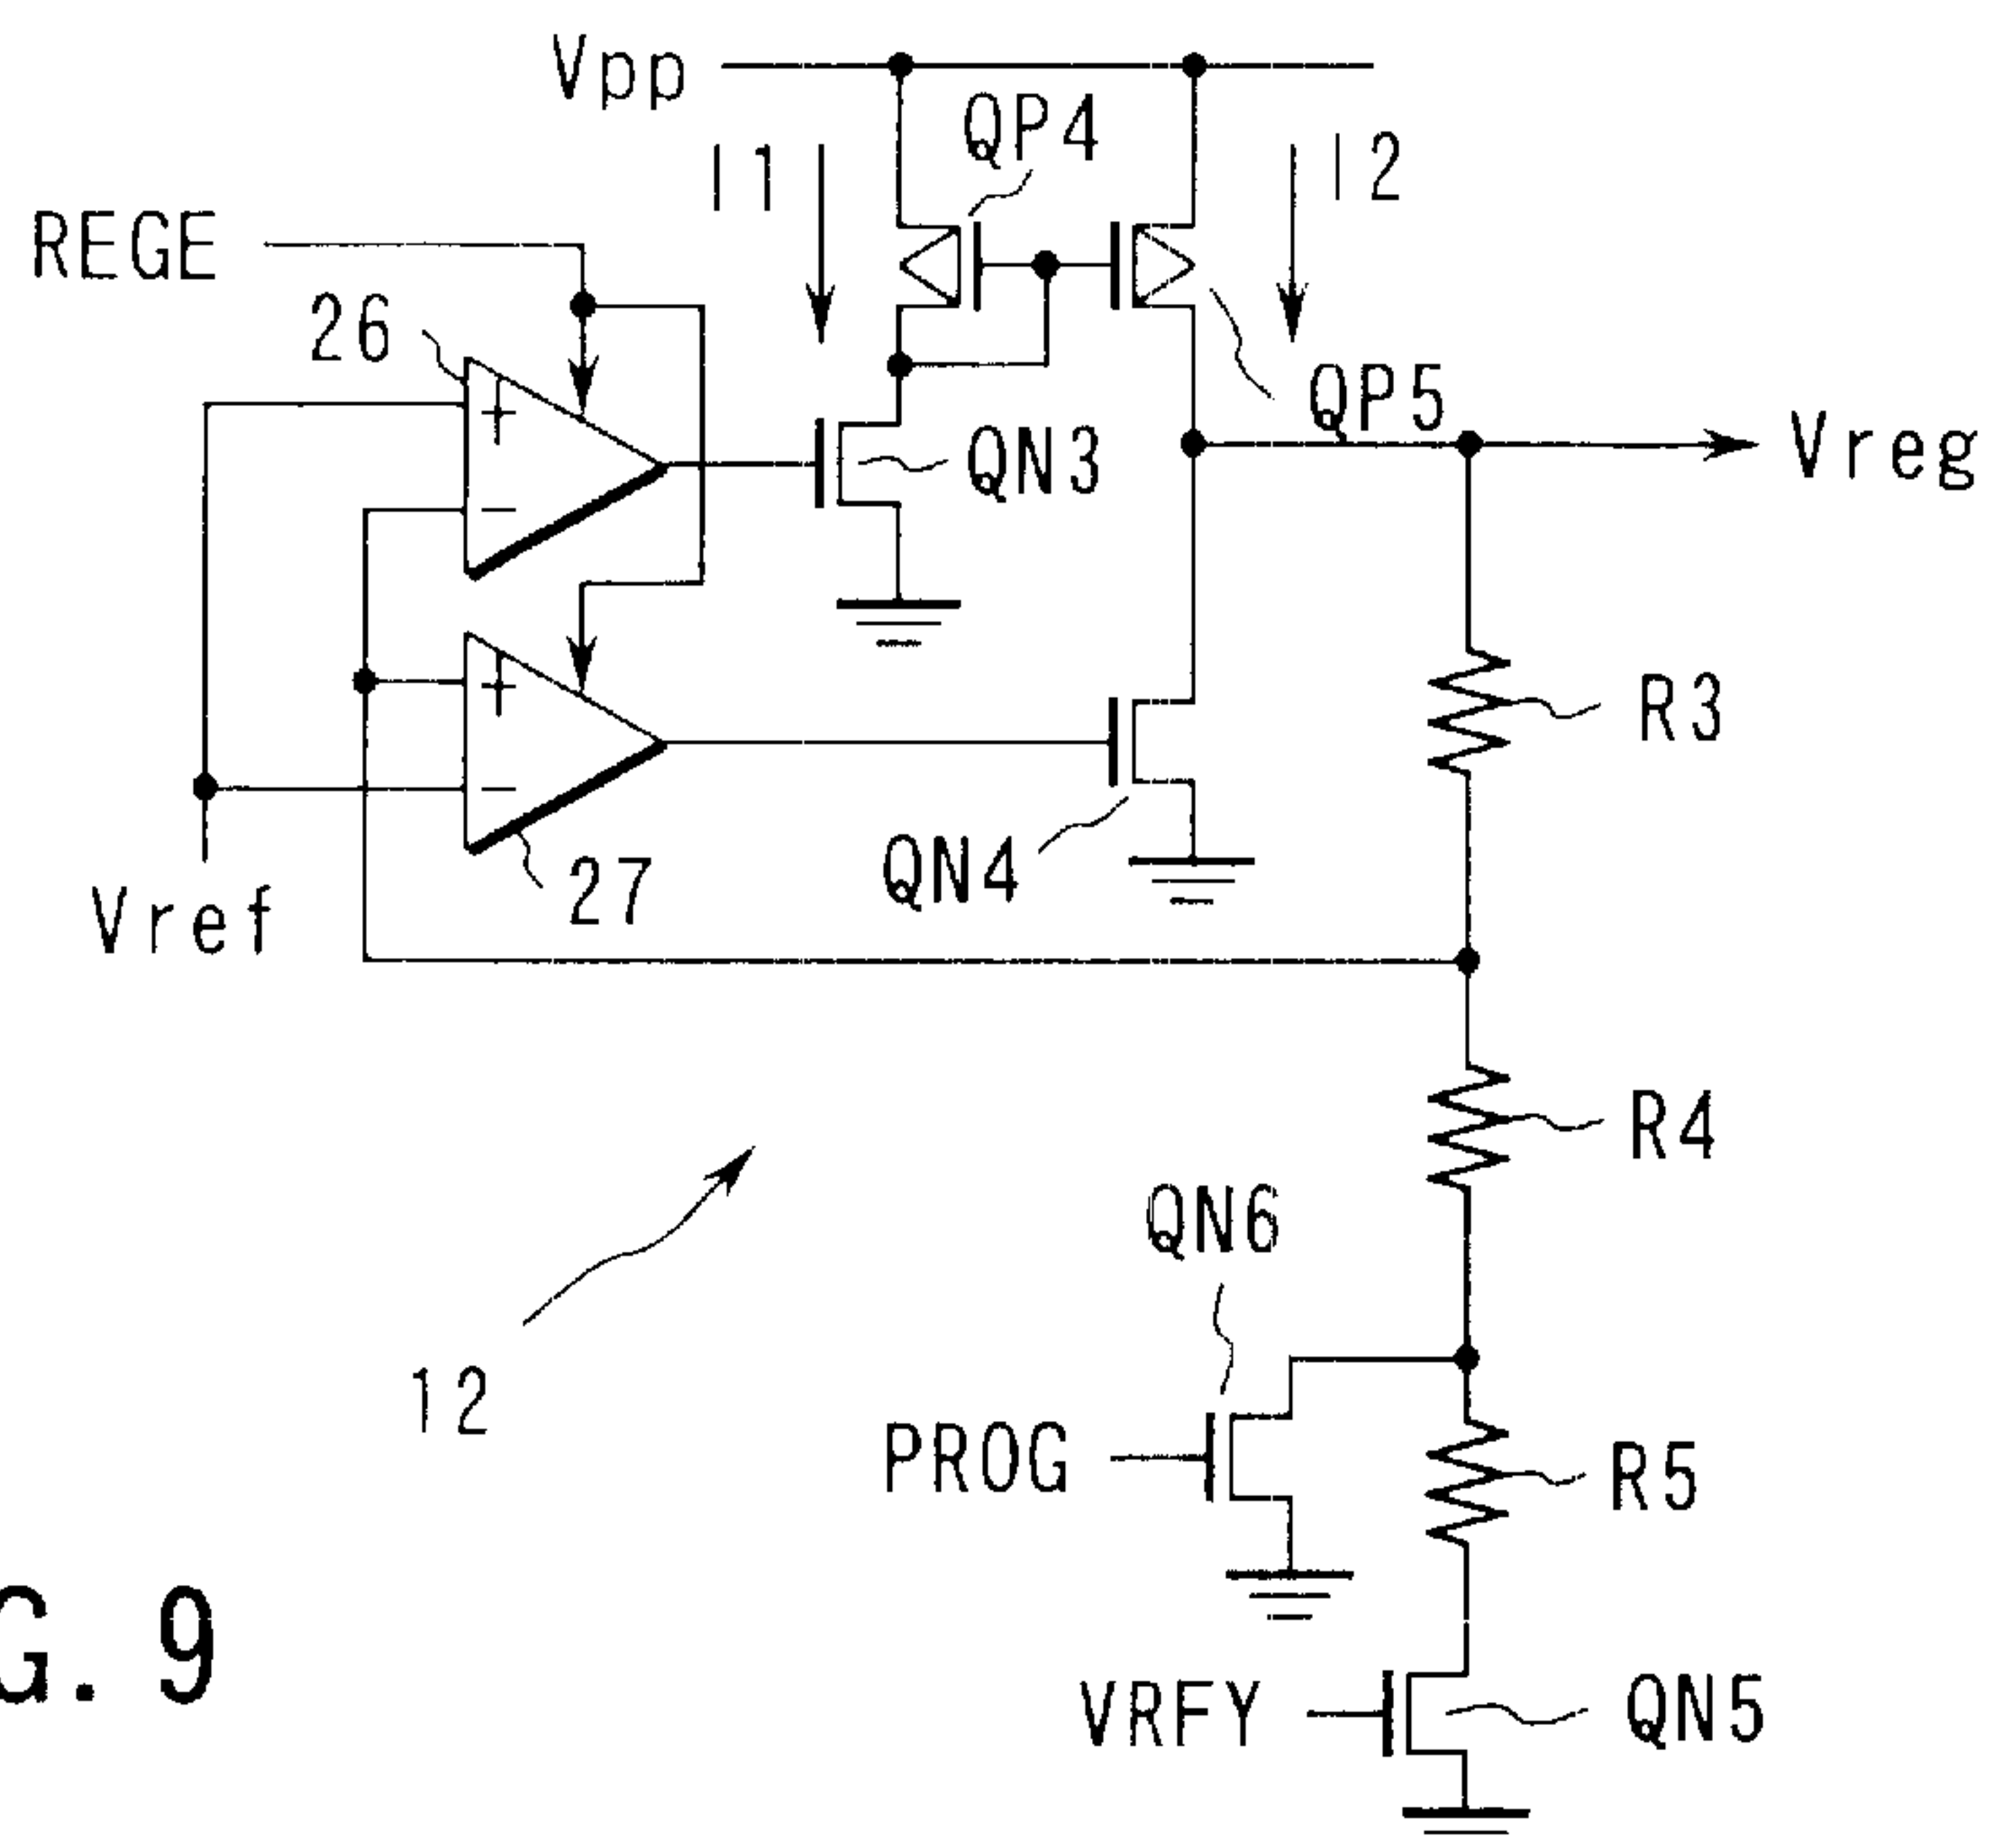 Vpp
QP4
I1
I2
REGE
26
QP5
QN3
Vreg
+
−
R3
+
−
QN4
27
Vref
R4
QN6
12
PROG
R5
G. 9
VRFY
QN5